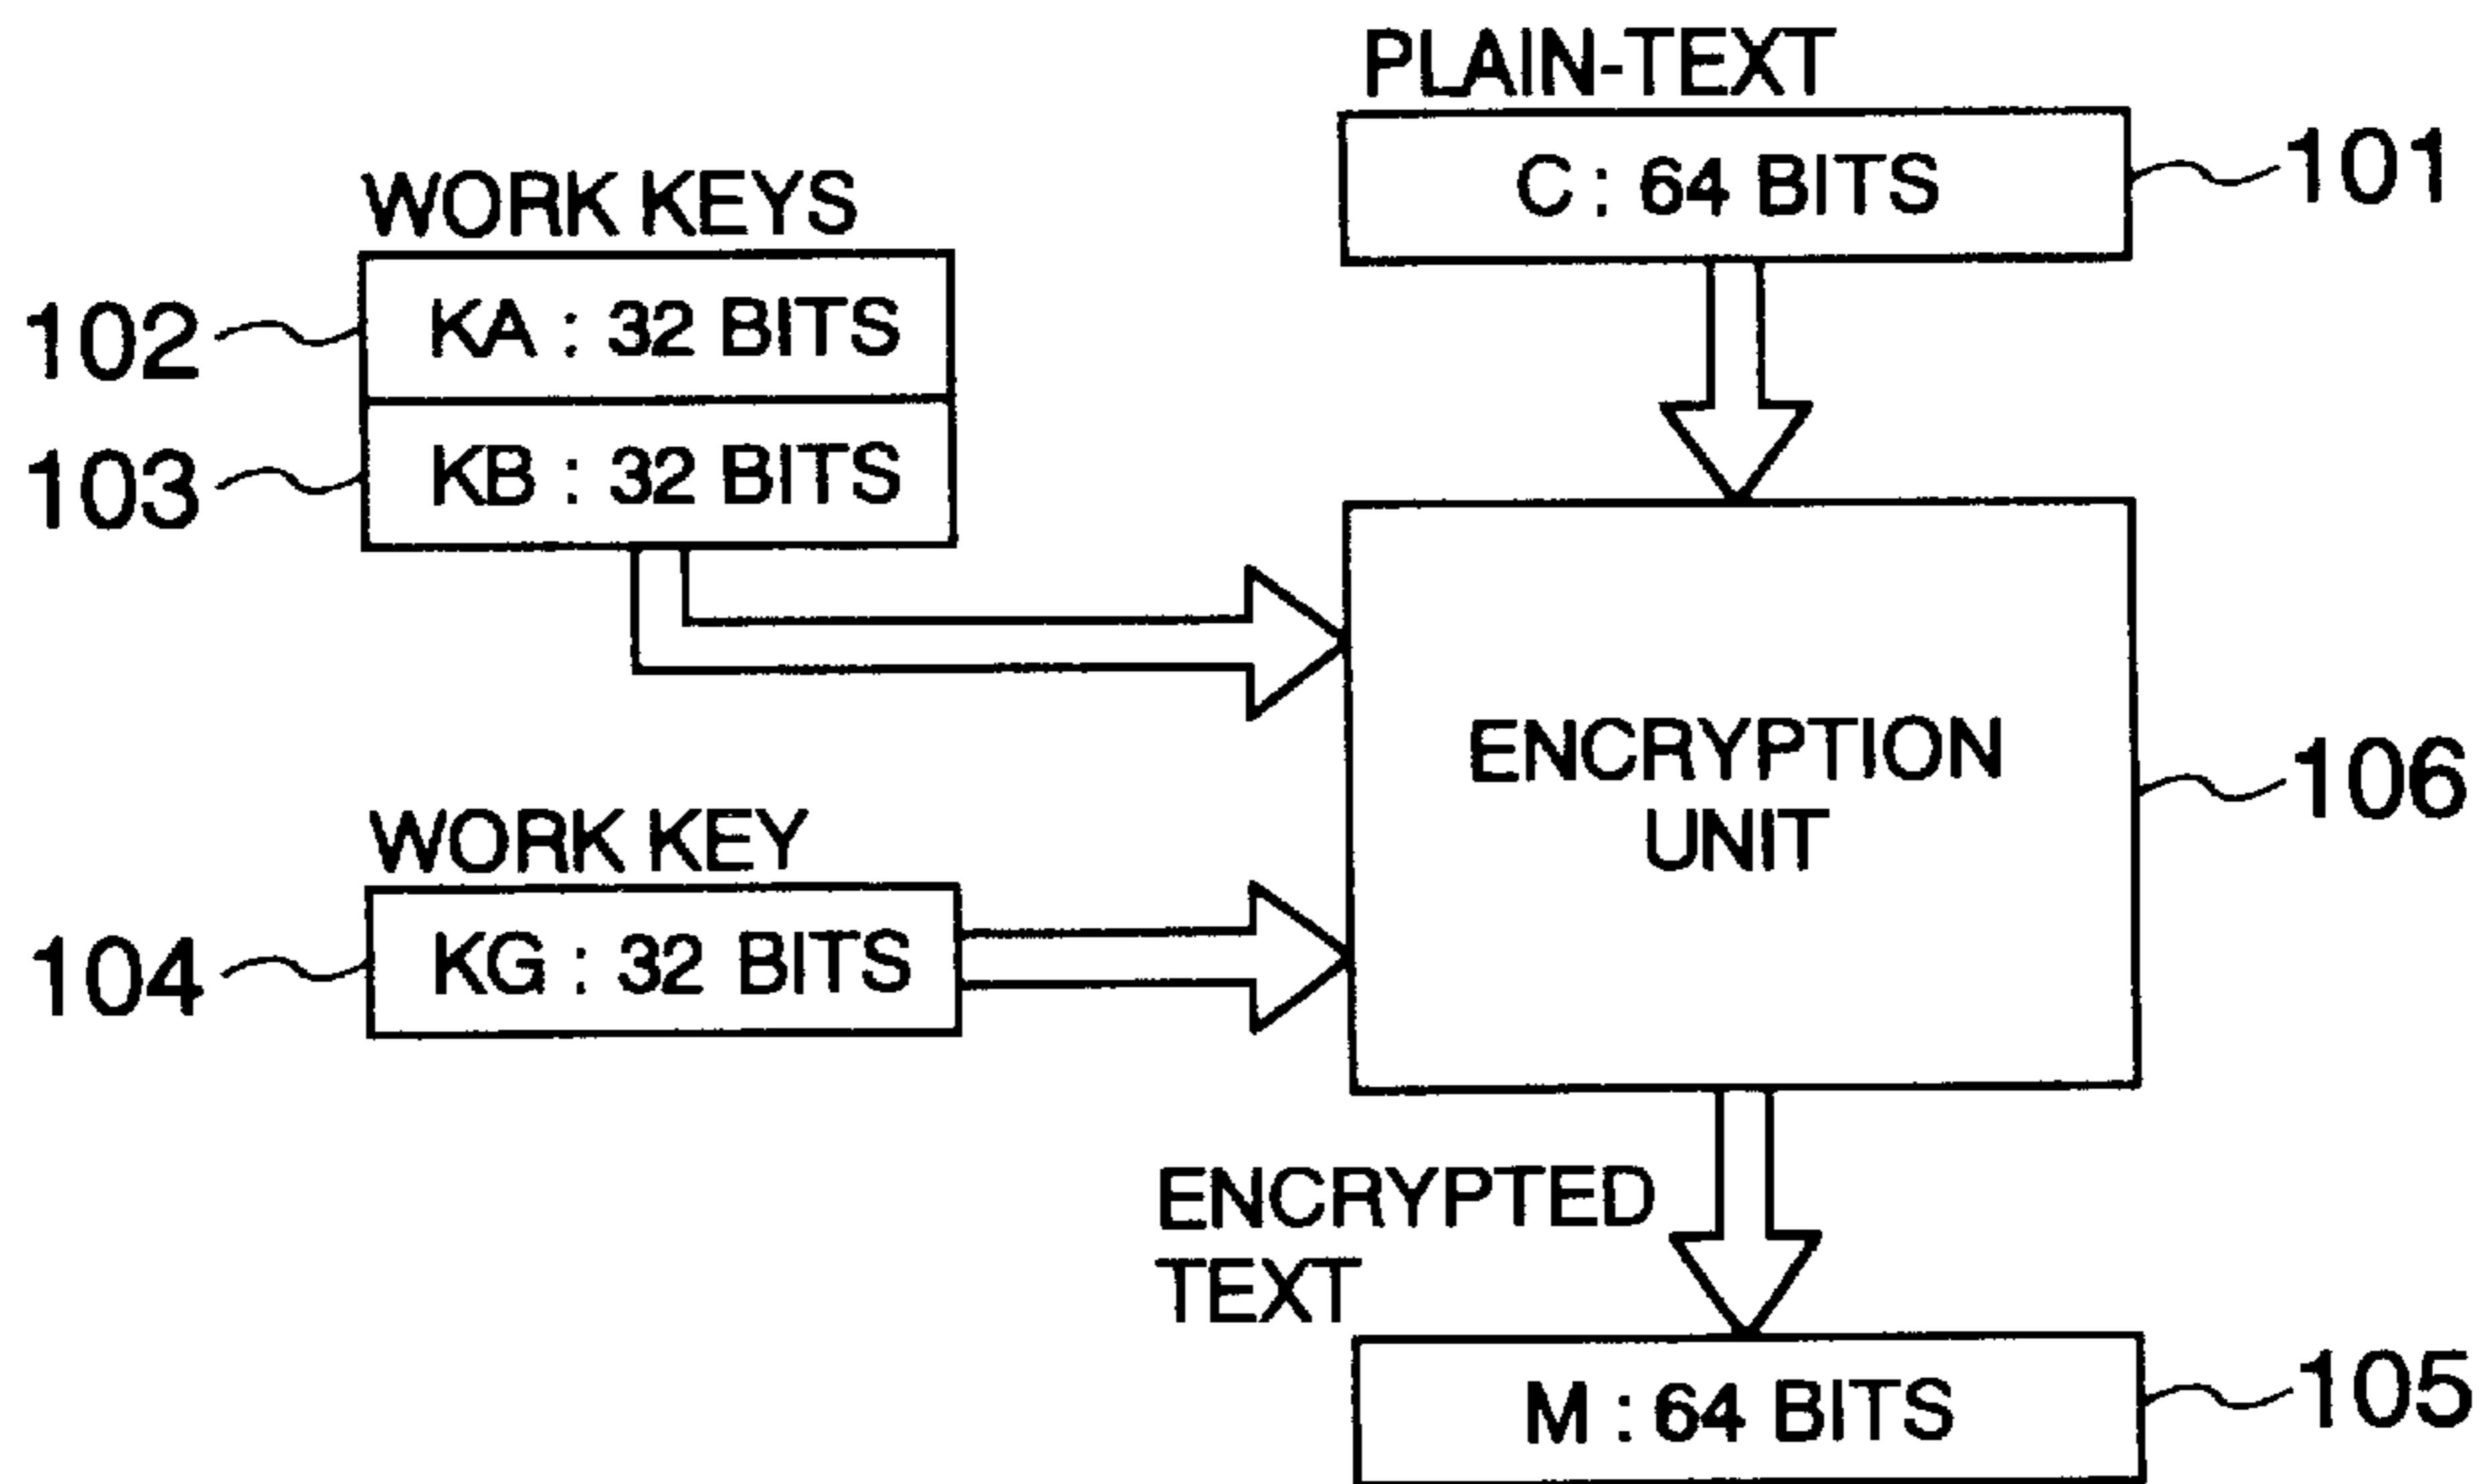 PLAIN-TEXT
C : 64 BITS
101
WORK KEYS
102
KA : 32 BITS
103
KB : 32 BITS
ENCRYPTION
UNIT
106
WORK KEY
104
KG : 32 BITS
ENCRYPTED
TEXT
M : 64 BITS
105